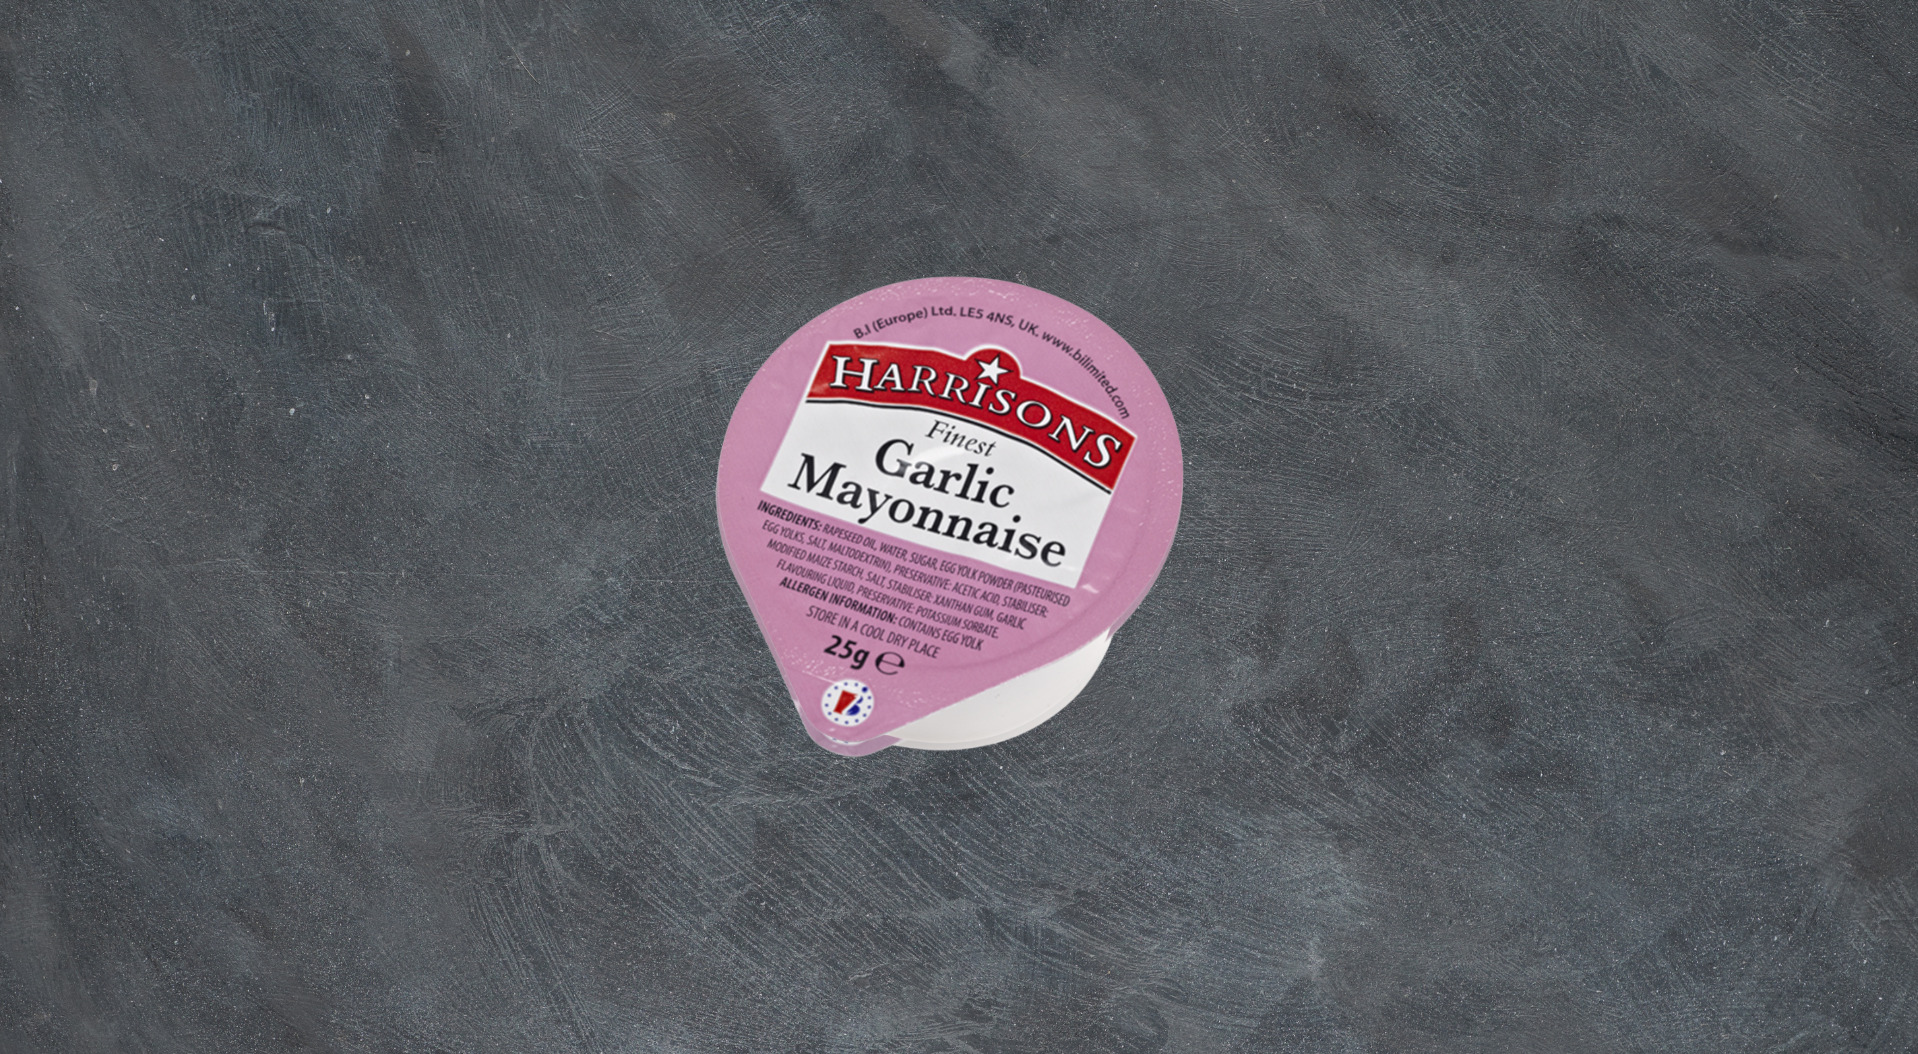 B.I (Europe) Ltd. LE5 4NS, UK. www.bilimited.com
HARRISONS
Finest
Garlic
Mayonnaise
INGREDIENTS: RAPESEED OIL, WATER, SUGAR, EGG YOLK POWDER (PASTEURISED
EGG YOLKS, SALT, MALTODEXTRIN), PRESERVATIVE: ACETIC ACID, STABILISER:
MODIFIED MAIZE STARCH, SALT, STABILISER: XANTHAN GUM, GARLIC
FLAVOURING LIQUID, PRESERVATIVE: POTASSIUM SORBATE.
ALLERGEN INFORMATION: CONTAINS EGG YOLK
STORE IN A COOL DRY PLACE
25g ℮